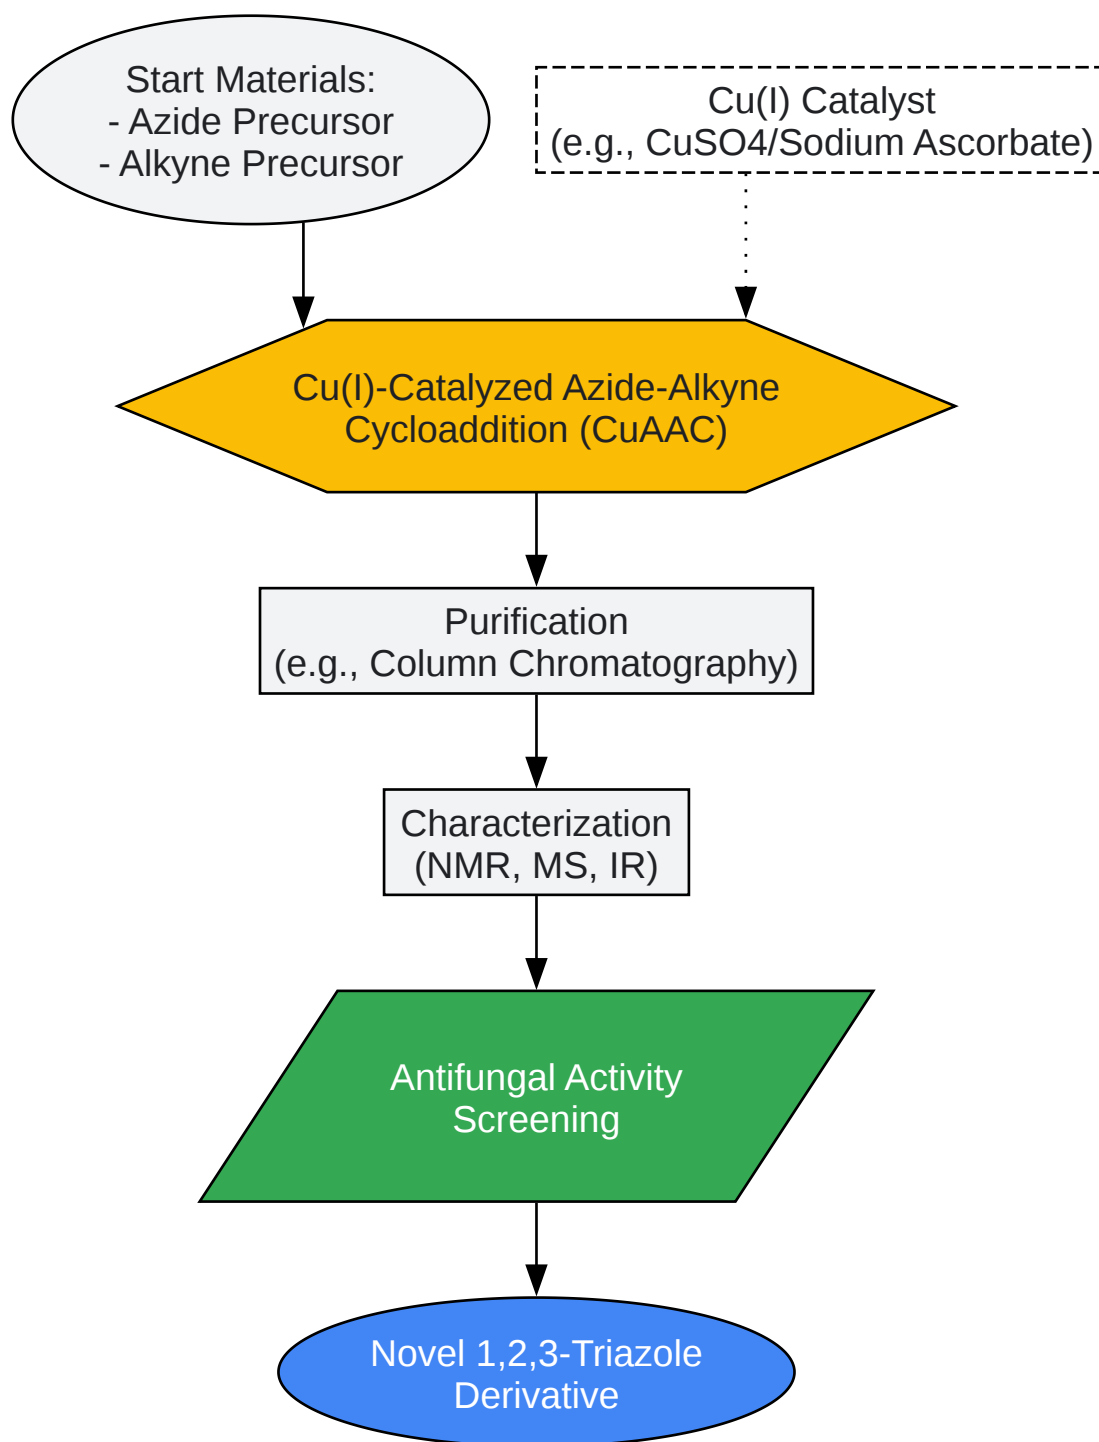 Start Materials:
- Azide Precursor
- Alkyne Precursor
Cu(I) Catalyst
(e.g., CuSO4/Sodium Ascorbate)
Cu(I)-Catalyzed Azide-Alkyne
Cycloaddition (CuAAC)
Purification
(e.g., Column Chromatography)
Characterization
(NMR, MS, IR)
Antifungal Activity
Screening
Novel 1,2,3-Triazole
Derivative